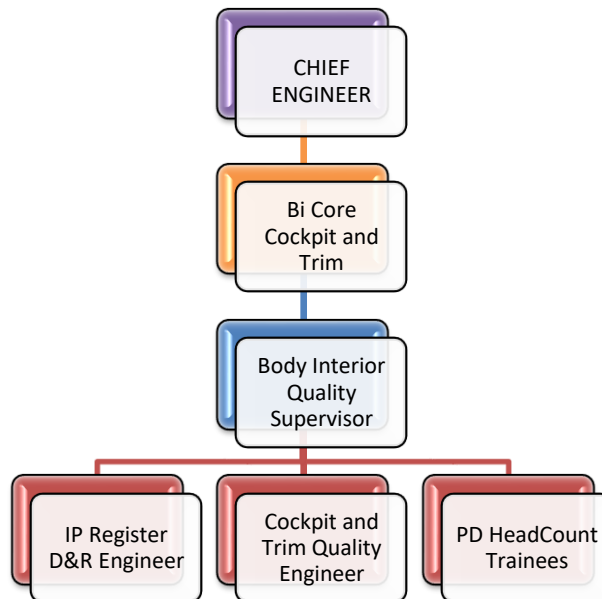 CHIEF
ENGINEER
Bi Core
Cockpit and
Trim
Body Interior
Quality
Supervisor
IP Register
D&R Engineer
Cockpit and
Trim Quality
Engineer
PD HeadCount
Trainees